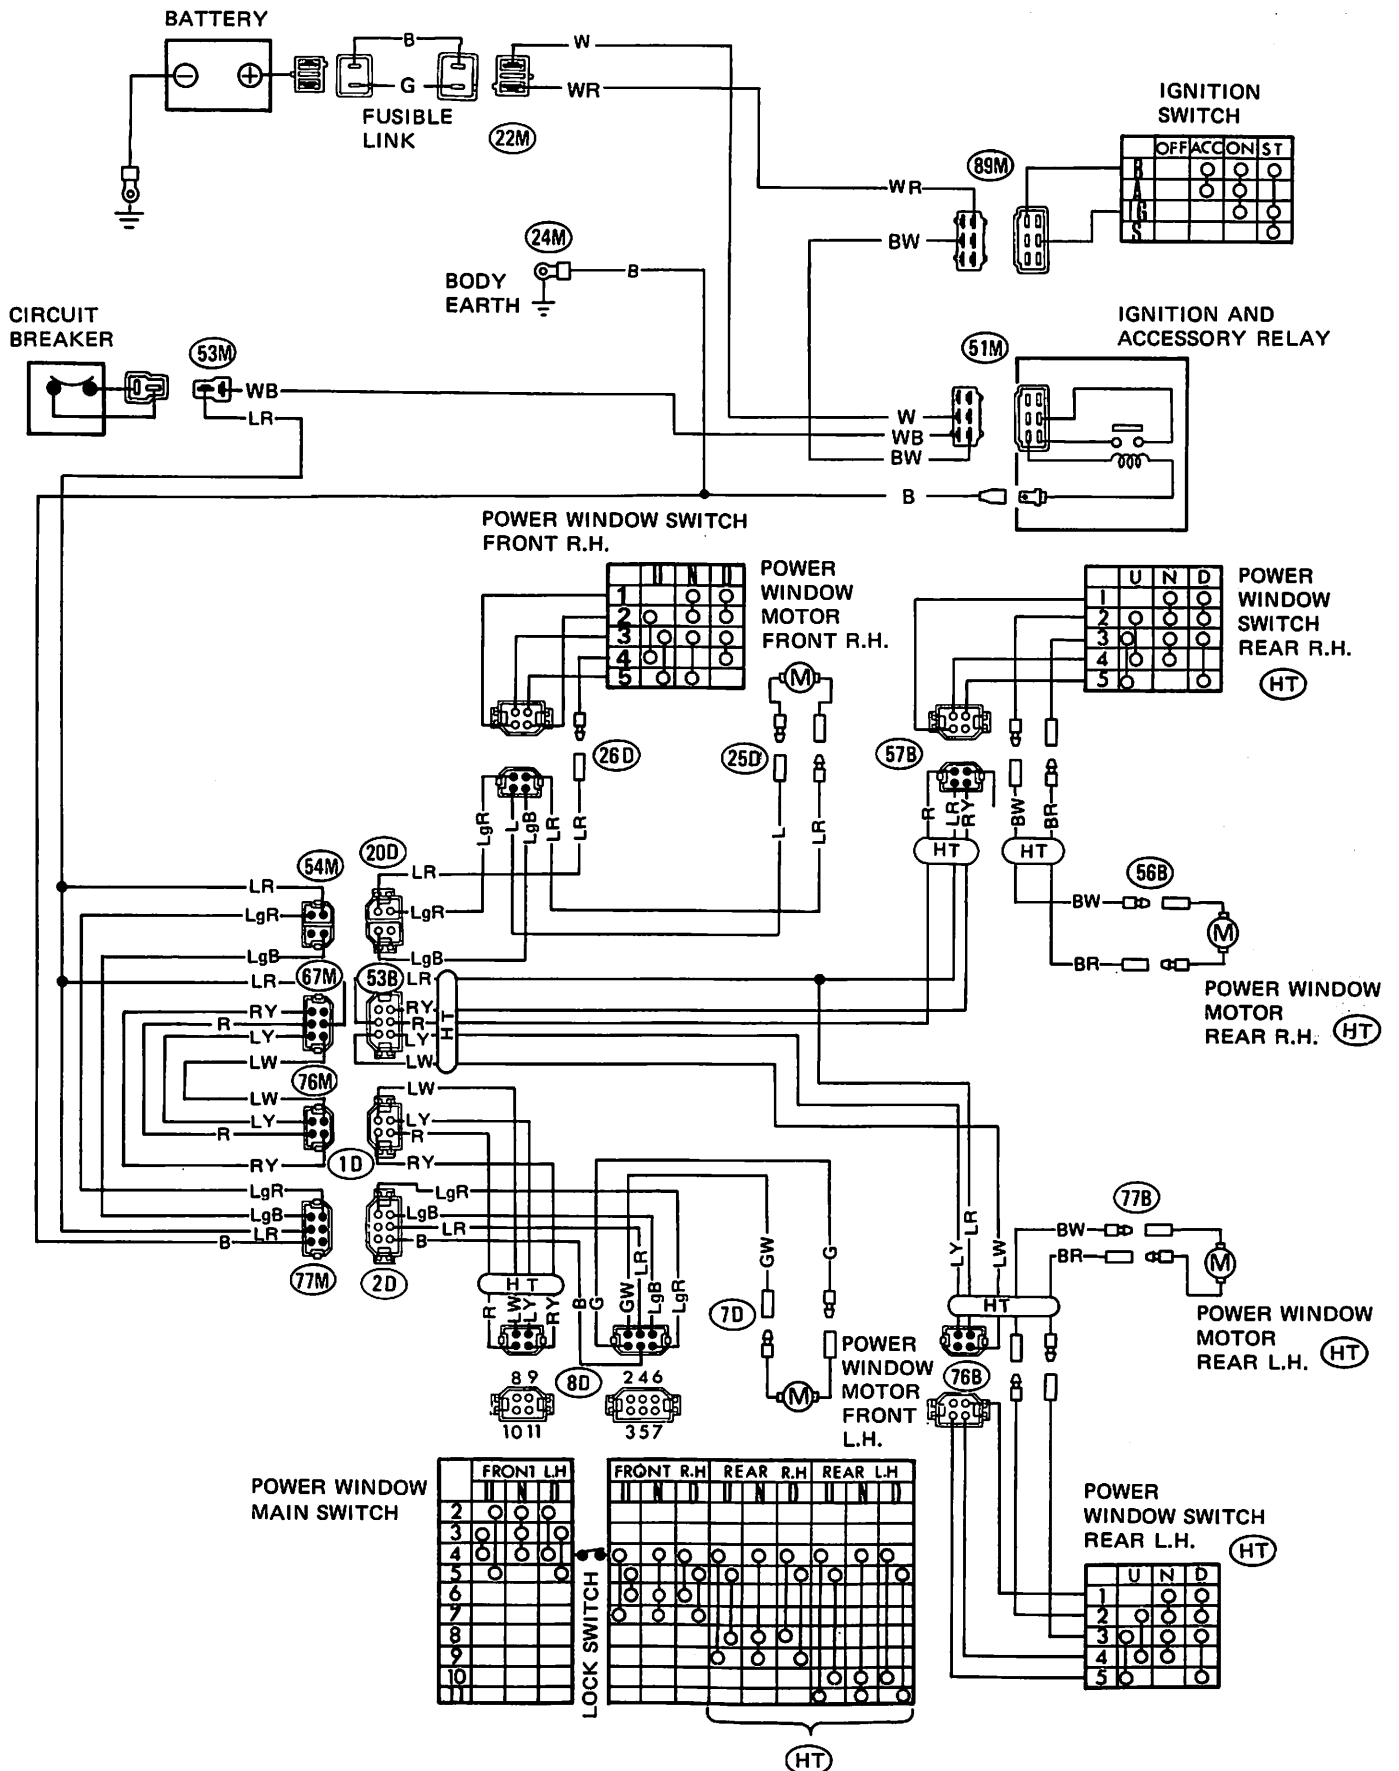 BATTERY
B
G
FUSIBLE
LINK
22M
W
WR
IGNITION
SWITCH
OFF ACC ON ST
B
A
IG
S
89M
WR
BW
24M
BODY
EARTH
B
CIRCUIT
BREAKER
53M
WB
LR
IGNITION AND
ACCESSORY RELAY
51M
W
WB
BW
B
POWER WINDOW SWITCH
FRONT R.H.
U N D
1
2
3
4
5
POWER
WINDOW
MOTOR
FRONT R.H.
M
U N D
1
2
3
4
5
POWER
WINDOW
SWITCH
REAR R.H.
HT
26D
25D
57B
LgR
L
LgB
LR
LR
L
LR
R
LR
RY
BW
BR
HT
HT
56B
BW
BR
M
POWER WINDOW
MOTOR
REAR R.H. HT
54M
20D
LR
LR
LgR
LgR
LgB
LgB
67M
53B
LR
LR
RY
RY
R
R
LY
LY
LW
LW
HT
76M
LW
LW
LY
LY
R
R
RY
RY
1D
LgR
LgR
LgB
LgB
LR
LR
B
B
77M
2D
HT
R
LW
LY
RY
B
G
GW
LR
LgB
LgR
GW
G
7D
M
POWER
WINDOW
MOTOR
FRONT
L.H.
8D
8 9
10 11
2 4 6
3 5 7
LY
LR
LW
HT
76B
77B
BW
BR
M
POWER WINDOW
MOTOR
REAR L.H. HT
POWER WINDOW
MAIN SWITCH
FRONT L.H
U N D
2
3
4
5
6
7
8
9
10
11
LOCK SWITCH
FRONT R.H REAR R.H REAR L.H
U N D U N D U N D
HT
POWER
WINDOW SWITCH
REAR L.H.
HT
U N D
1
2
3
4
5